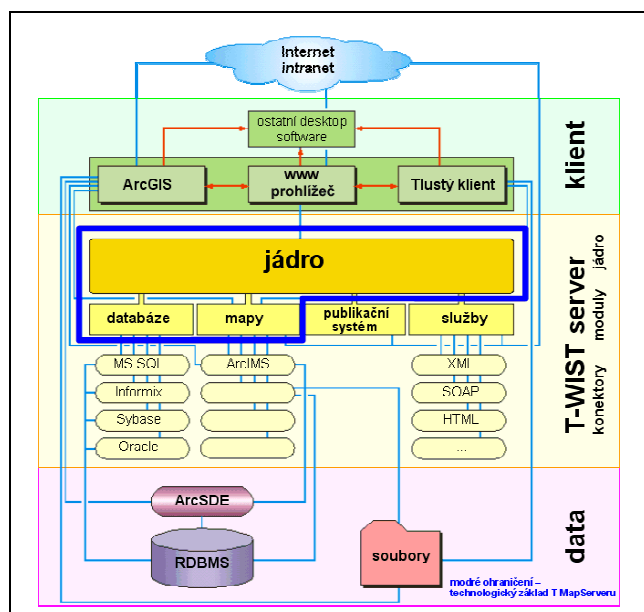 Internet
intranet
ostatní desktop
software
ArcGIS
www
prohlížeč
Tlustý klient
klient
jádro
databáze
mapy
publikační
systém
služby
MS SQL
ArcIMS
XML
Infnrmix
SOAP
Sybase
HTML
Oracle
...
T-WIST server
konektory moduly jádro
ArcSDE
RDBMS
soubory
data
modré ohraničení –
technologický základ T MapServeru